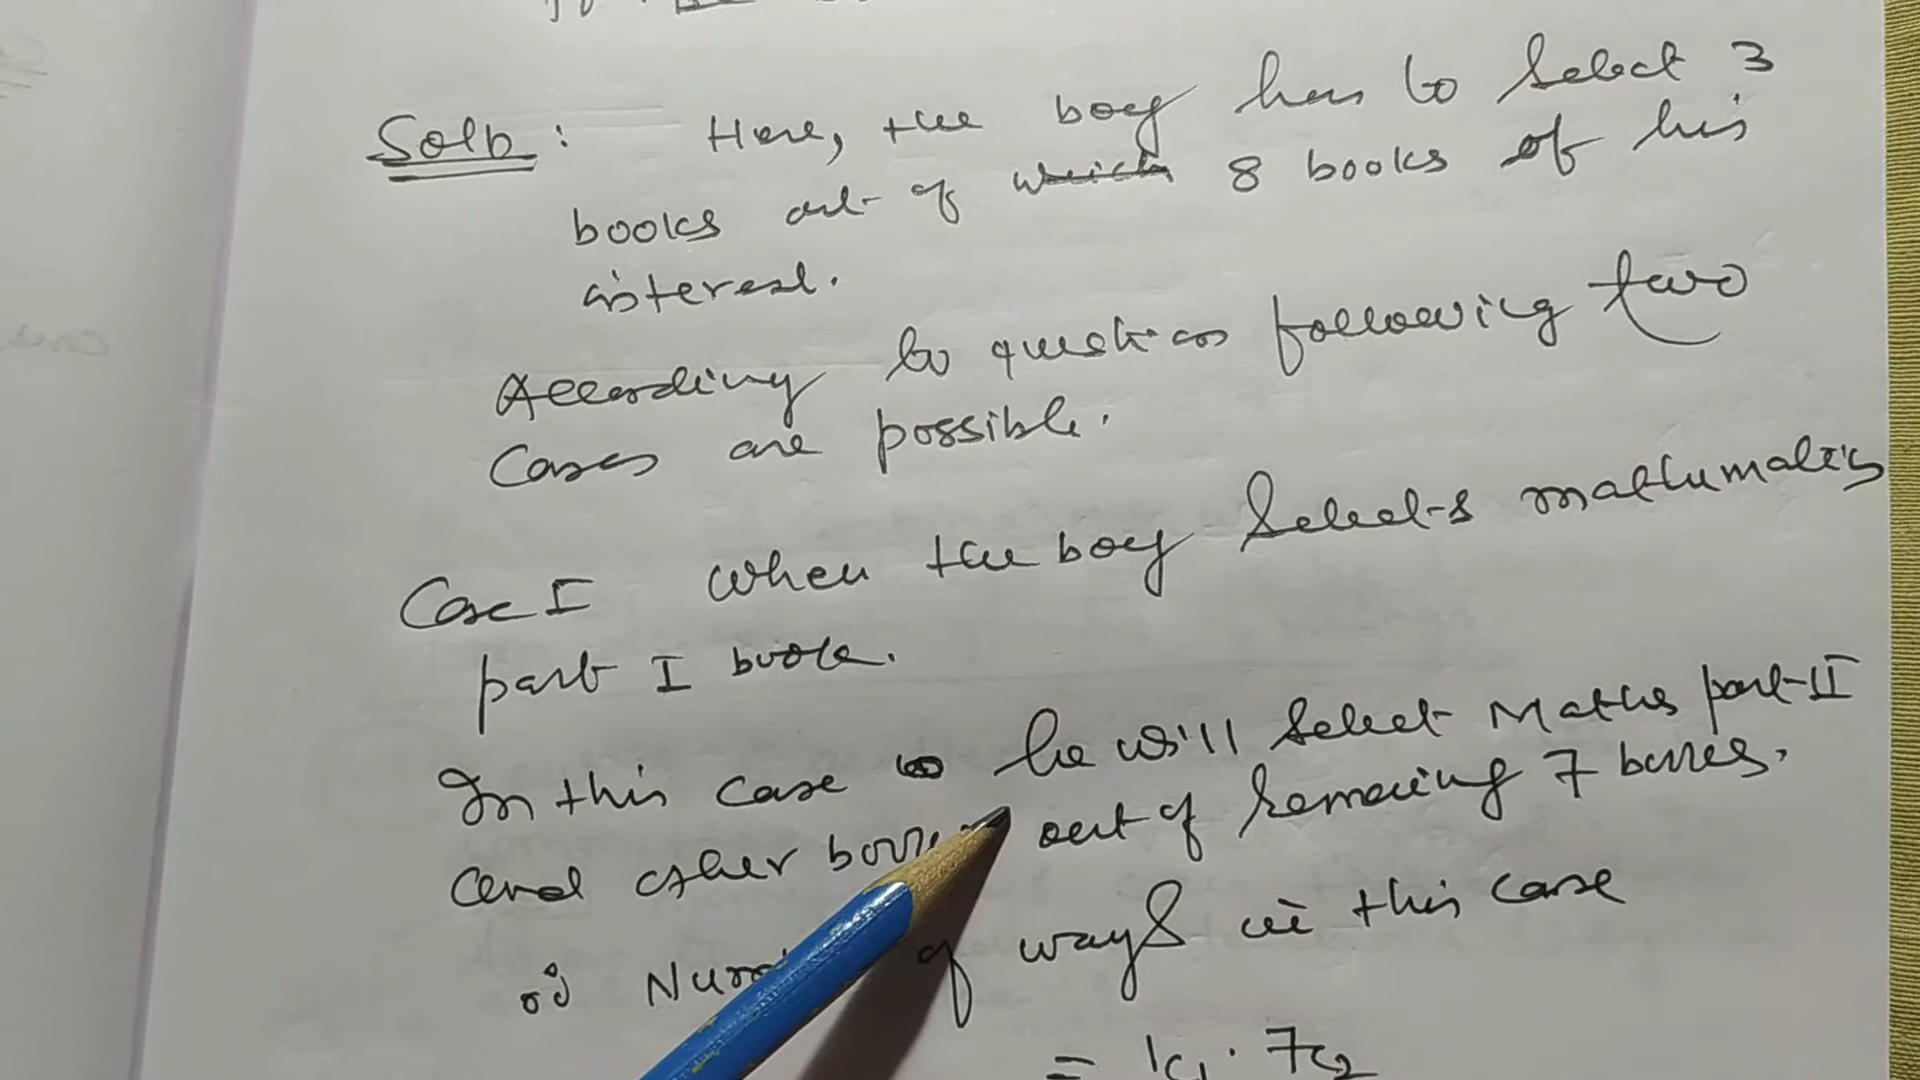 Soln : Here, the boy has to select 3
books out of which 8 books of his
interest.
According to question following two
Cases are possible.
Case I When the boy Selects mathematics
part I book.
In this case he will select Maths part-II
and other out of remaining 7 books.
of ways in this case
= 1c1 . 7c2